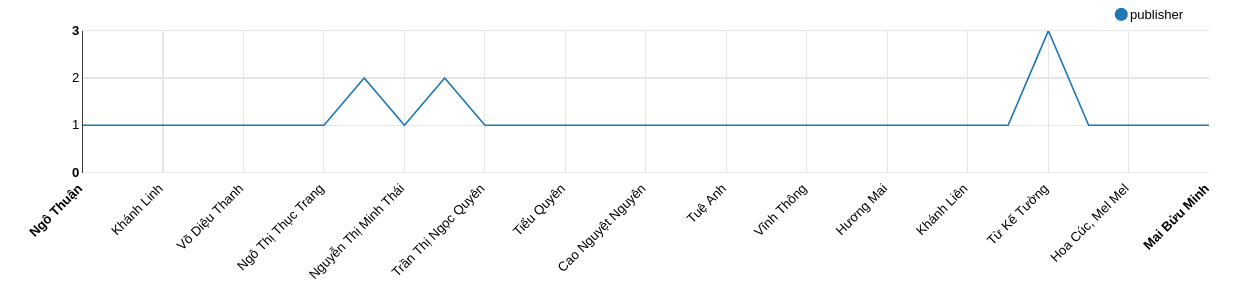 publisher
3
2
1
0
Ngô Thuận
Khánh Linh
Võ Diệu Thanh
Ngô Thị Thục Trang
Nguyễn Thị Minh Thái
Trần Thị Ngọc Quyên
Tiểu Quyên
Cao Nguyệt Nguyên
Tuệ Anh
Vĩnh Thông
Hương Mai
Khánh Liên
Từ Kế Tường
Hoa Cúc, Mel Mel
Mai Bửu Minh